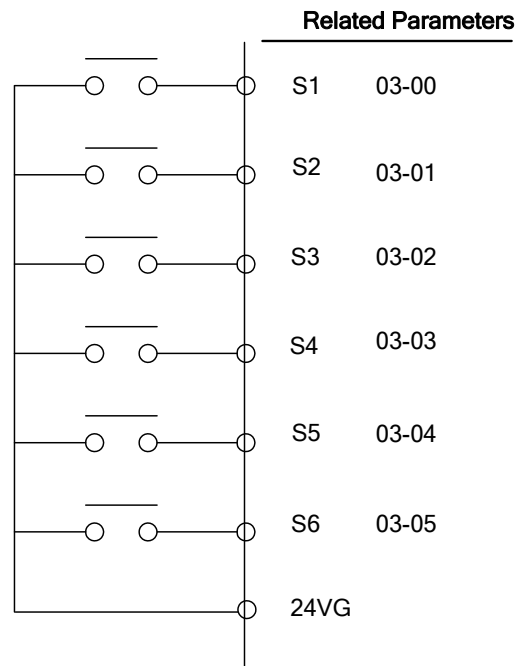 Related Parameters
S1 03-00
S2 03-01
S3 03-02
S4 03-03
S5 03-04
S6 03-05
24VG